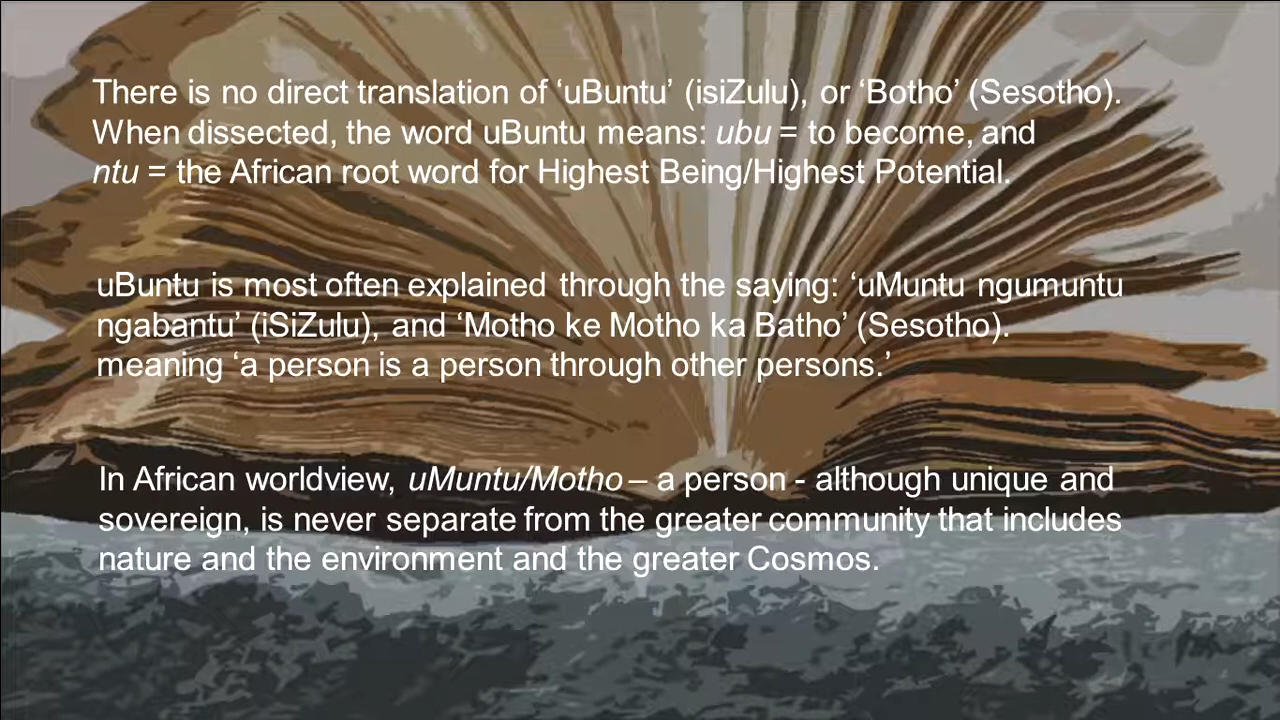 There is no direct translation of ‘uBuntu’ (isiZulu), or ‘Botho’ (Sesotho).
When dissected, the word uBuntu means: ubu = to become, and
ntu = the African root word for Highest Being/Highest Potential.
uBuntu is most often explained through the saying: ‘uMuntu ngumuntu
ngabantu’ (iSiZulu), and ‘Motho ke Motho ka Batho’ (Sesotho).
meaning ‘a person is a person through other persons.’
In African worldview, uMuntu/Motho – a person - although unique and
sovereign, is never separate from the greater community that includes
nature and the environment and the greater Cosmos.